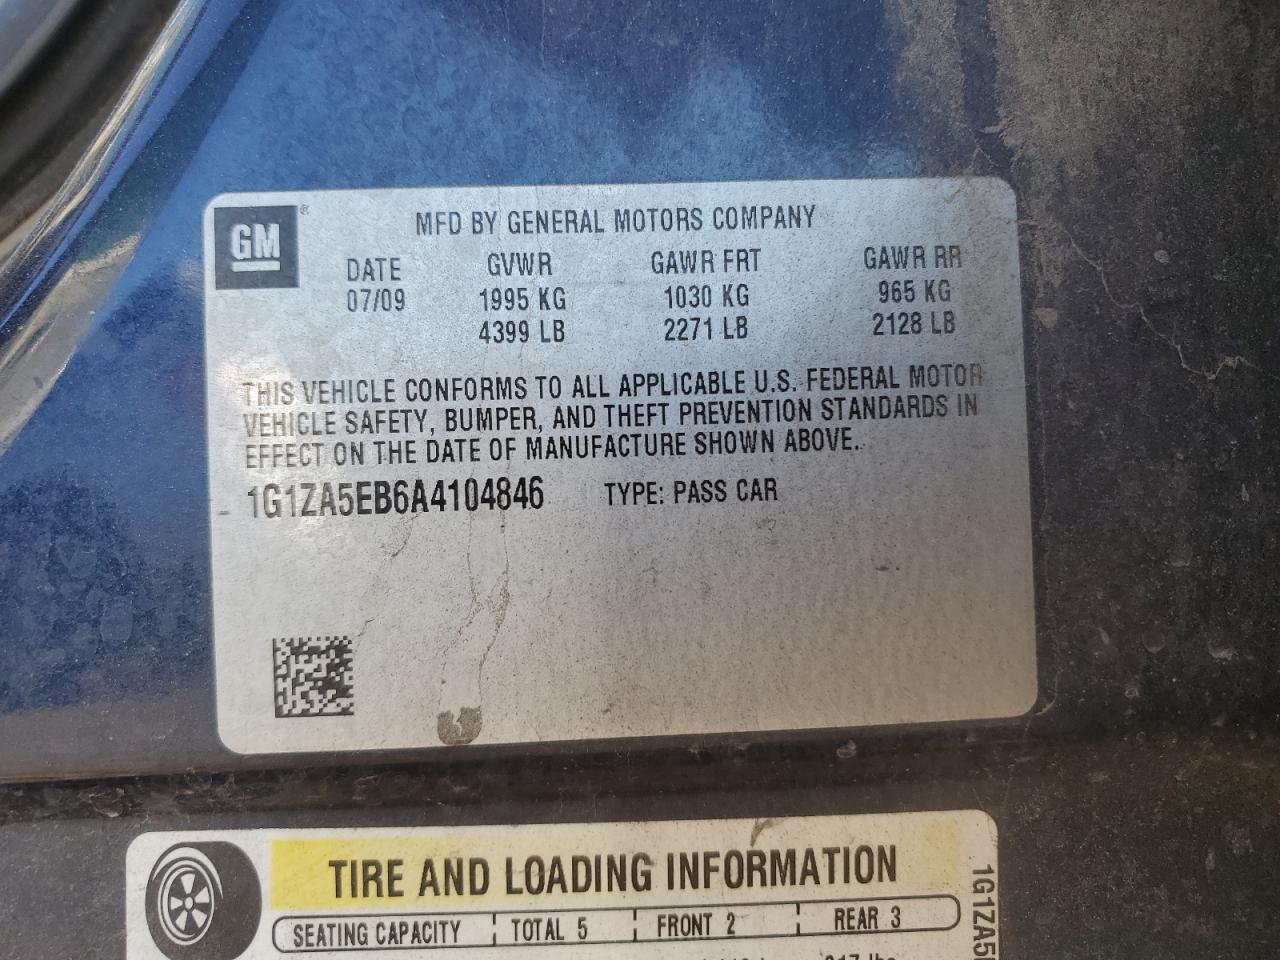 GM ®
MFD BY GENERAL MOTORS COMPANY
DATE GVWR GAWR FRT GAWR RR
07/09 1995 KG 1030 KG 965 KG
4399 LB 2271 LB 2128 LB
THIS VEHICLE CONFORMS TO ALL APPLICABLE U.S. FEDERAL MOTOR
VEHICLE SAFETY, BUMPER, AND THEFT PREVENTION STANDARDS IN
EFFECT ON THE DATE OF MANUFACTURE SHOWN ABOVE.
1G1ZA5EB6A4104846 TYPE: PASS CAR
TIRE AND LOADING INFORMATION
SEATING CAPACITY TOTAL 5 FRONT 2 REAR 3
1G1ZA5